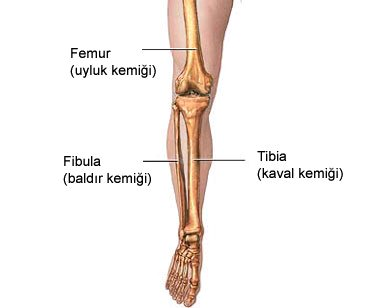 Femur
(uyluk kemiği)
Fibula
(baldır kemiği)
Tibia
(kaval kemiği)